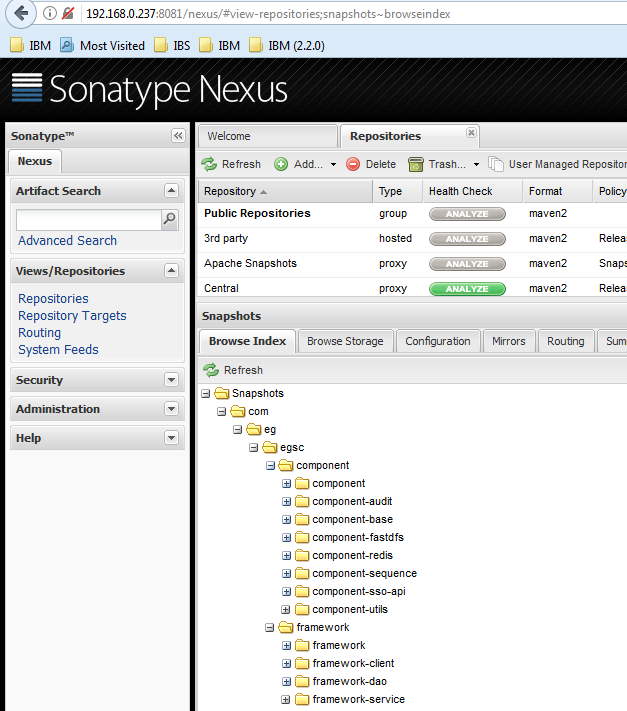 192.168.0.237:8081/nexus/#view-repositories;snapshots~browseindex
IBM Most Visited IBS IBM IBM (2.2.0)
Sonatype Nexus
Sonatype™
Nexus
Artifact Search
Advanced Search
Views/Repositories
Repositories
Repository Targets
Routing
System Feeds
Security
Administration
Help
Welcome Repositories
Refresh Add... Delete Trash... User Managed Repositor
Repository Type Health Check Format Policy
Public Repositories group ANALYZE maven2
3rd party hosted ANALYZE maven2 Releas
Apache Snapshots proxy ANALYZE maven2 Snaps
Central proxy ANALYZE maven2 Releas
Snapshots
Browse Index Browse Storage Configuration Mirrors Routing Sum
Refresh
Snapshots
com
eg
egsc
component
component
component-audit
component-base
component-fastdfs
component-redis
component-sequence
component-sso-api
component-utils
framework
framework
framework-client
framework-dao
framework-service